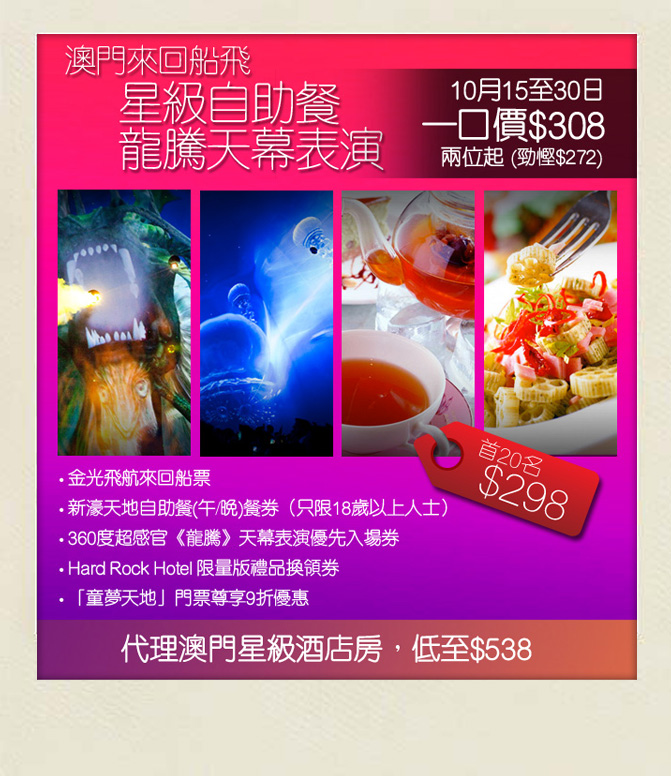 澳門來回船飛
星級自助餐
龍騰天幕表演
10月15至30日
一口價$308
兩位起 (勁慳$272)
首20名
$298
• 金光飛航來回船票
• 新濠天地自助餐(午/晚)餐券（只限18歲以上人士）
• 360度超感官《龍騰》天幕表演優先入場券
• Hard Rock Hotel 限量版禮品換領券
• 「童夢天地」門票尊享9折優惠
代理澳門星級酒店房，低至$538